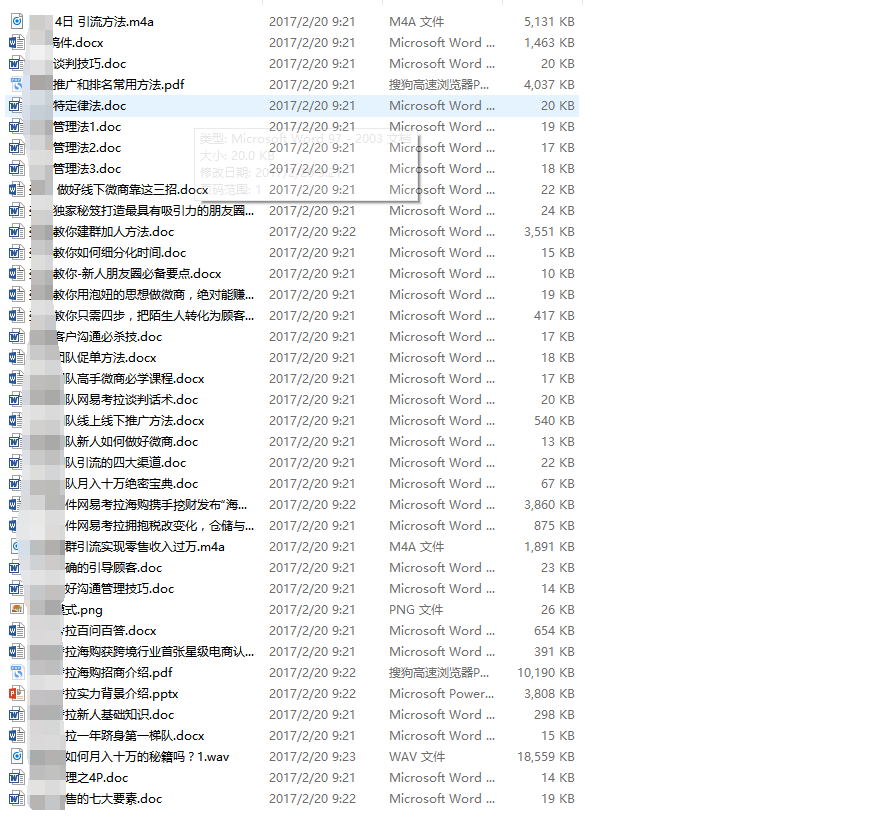 4日 引流方法.m4a 2017/2/20 9:21 M4A 文件 5,131 KB
件.docx 2017/2/20 9:21 Microsoft Word ... 1,463 KB
谈判技巧.doc 2017/2/20 9:21 Microsoft Word ... 20 KB
推广和排名常用方法.pdf 2017/2/20 9:21 搜狗高速浏览器P... 4,037 KB
特定律法.doc 2017/2/20 9:21 Microsoft Word ... 20 KB
管理法1.doc 2017/2/20 9:21 Microsoft Word ... 19 KB
类型: Microsoft Word 97 - 2003 文档
管理法2.doc 2017/2/20 9:21 Microsoft Word ... 17 KB
大小: 20.0 KB
管理法3.doc 2017/2/20 9:21 Microsoft Word ... 18 KB
修改日期: 2017/2/20 9:21
做好线下微商靠这三招.docx 2017/2/20 9:21 Microsoft Word ... 22 KB
页码范围: 1
独家秘笈打造最具有吸引力的朋友圈... 2017/2/20 9:21 Microsoft Word ... 24 KB
教你建群加人方法.doc 2017/2/20 9:22 Microsoft Word ... 3,551 KB
教你如何细分化时间.doc 2017/2/20 9:21 Microsoft Word ... 15 KB
教你-新人朋友圈必备要点.docx 2017/2/20 9:21 Microsoft Word ... 10 KB
教你用泡妞的思想做微商，绝对能赚... 2017/2/20 9:21 Microsoft Word ... 19 KB
教你只需四步，把陌生人转化为顾客... 2017/2/20 9:21 Microsoft Word ... 417 KB
客户沟通必杀技.doc 2017/2/20 9:21 Microsoft Word ... 17 KB
团队促单方法.docx 2017/2/20 9:21 Microsoft Word ... 18 KB
队高手微商必学课程.docx 2017/2/20 9:21 Microsoft Word ... 17 KB
队网易考拉谈判话术.doc 2017/2/20 9:21 Microsoft Word ... 20 KB
队线上线下推广方法.docx 2017/2/20 9:21 Microsoft Word ... 540 KB
队新人如何做好微商.doc 2017/2/20 9:21 Microsoft Word ... 13 KB
队引流的四大渠道.doc 2017/2/20 9:21 Microsoft Word ... 22 KB
队月入十万绝密宝典.doc 2017/2/20 9:21 Microsoft Word ... 67 KB
件网易考拉海购携手挖财发布“海... 2017/2/20 9:22 Microsoft Word ... 3,860 KB
件网易考拉拥抱税改变化，仓储与... 2017/2/20 9:21 Microsoft Word ... 875 KB
群引流实现零售收入过万.m4a 2017/2/20 9:21 M4A 文件 1,891 KB
确的引导顾客.doc 2017/2/20 9:21 Microsoft Word ... 23 KB
好沟通管理技巧.doc 2017/2/20 9:21 Microsoft Word ... 14 KB
模式.png 2017/2/20 9:21 PNG 文件 26 KB
考拉百问百答.docx 2017/2/20 9:21 Microsoft Word ... 654 KB
考拉海购获跨境行业首张星级电商认... 2017/2/20 9:21 Microsoft Word ... 391 KB
考拉海购招商介绍.pdf 2017/2/20 9:22 搜狗高速浏览器P... 10,190 KB
考拉实力背景介绍.pptx 2017/2/20 9:22 Microsoft Power... 3,808 KB
考拉新人基础知识.doc 2017/2/20 9:21 Microsoft Word ... 298 KB
拉一年跻身第一梯队.docx 2017/2/20 9:21 Microsoft Word ... 15 KB
如何月入十万的秘籍吗？1.wav 2017/2/20 9:23 WAV 文件 18,559 KB
理之4P.doc 2017/2/20 9:21 Microsoft Word ... 14 KB
售的七大要素.doc 2017/2/20 9:22 Microsoft Word ... 19 KB